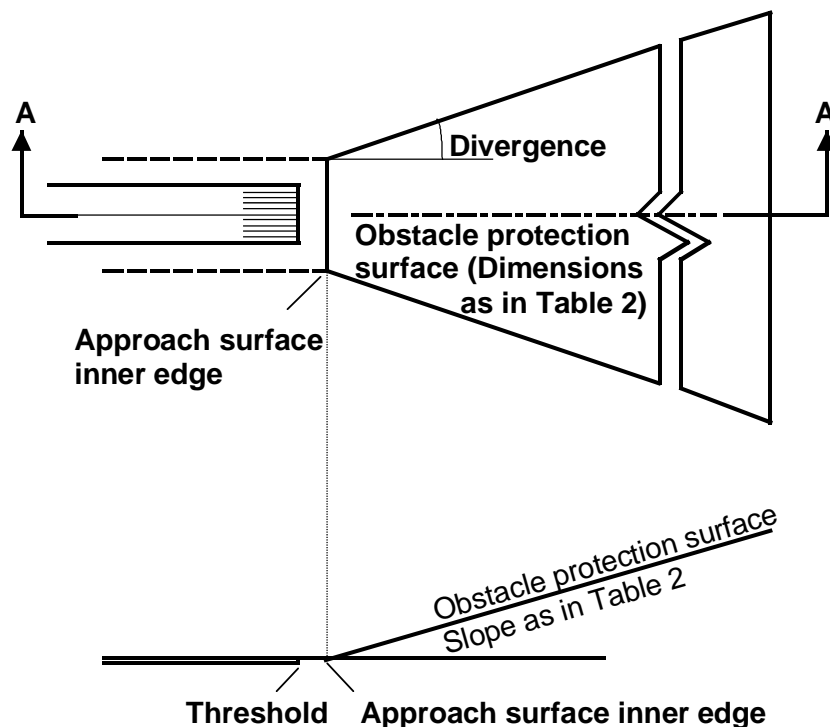 A
A
Divergence
Obstacle protection
surface (Dimensions
as in Table 2)
Approach surface
inner edge
Obstacle protection surface
Slope as in Table 2
Threshold
Approach surface inner edge